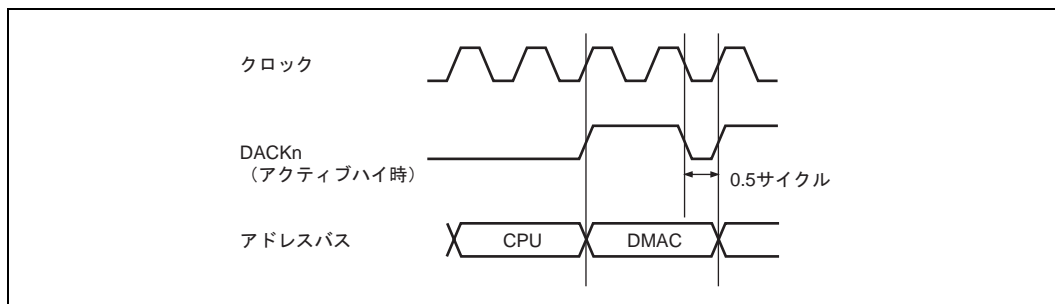 クロック
DACKn
（アクティブハイ時）
0.5サイクル
アドレスバス
CPU
DMAC